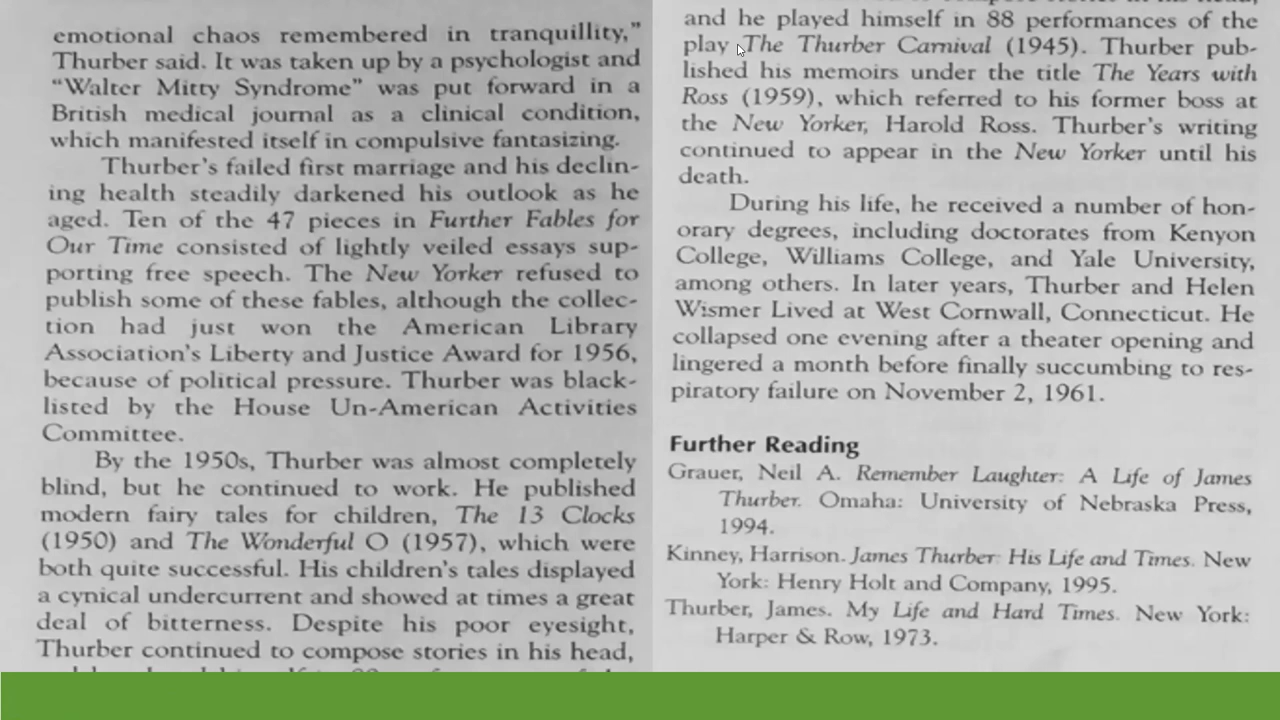 emotional chaos remembered in tranquillity,”
Thurber said. It was taken up by a psychologist and
“Walter Mitty Syndrome” was put forward in a
British medical journal as a clinical condition,
which manifested itself in compulsive fantasizing.
Thurber’s failed first marriage and his declin-
ing health steadily darkened his outlook as he
aged. Ten of the 47 pieces in Further Fables for
Our Time consisted of lightly veiled essays sup-
porting free speech. The New Yorker refused to
publish some of these fables, although the collec-
tion had just won the American Library
Association’s Liberty and Justice Award for 1956,
because of political pressure. Thurber was black-
listed by the House Un-American Activities
Committee.
By the 1950s, Thurber was almost completely
blind, but he continued to work. He published
modern fairy tales for children, The 13 Clocks
(1950) and The Wonderful O (1957), which were
both quite successful. His children’s tales displayed
a cynical undercurrent and showed at times a great
deal of bitterness. Despite his poor eyesight,
Thurber continued to compose stories in his head,
and he played himself in 88 performances of the
play The Thurber Carnival (1945). Thurber pub-
lished his memoirs under the title The Years with
Ross (1959), which referred to his former boss at
the New Yorker, Harold Ross. Thurber’s writing
continued to appear in the New Yorker until his
death.
During his life, he received a number of hon-
orary degrees, including doctorates from Kenyon
College, Williams College, and Yale University,
among others. In later years, Thurber and Helen
Wismer Lived at West Cornwall, Connecticut. He
collapsed one evening after a theater opening and
lingered a month before finally succumbing to res-
piratory failure on November 2, 1961.
Further Reading
Grauer, Neil A. Remember Laughter: A Life of James
Thurber. Omaha: University of Nebraska Press,
1994.
Kinney, Harrison. James Thurber: His Life and Times. New
York: Henry Holt and Company, 1995.
Thurber, James. My Life and Hard Times. New York:
Harper & Row, 1973.